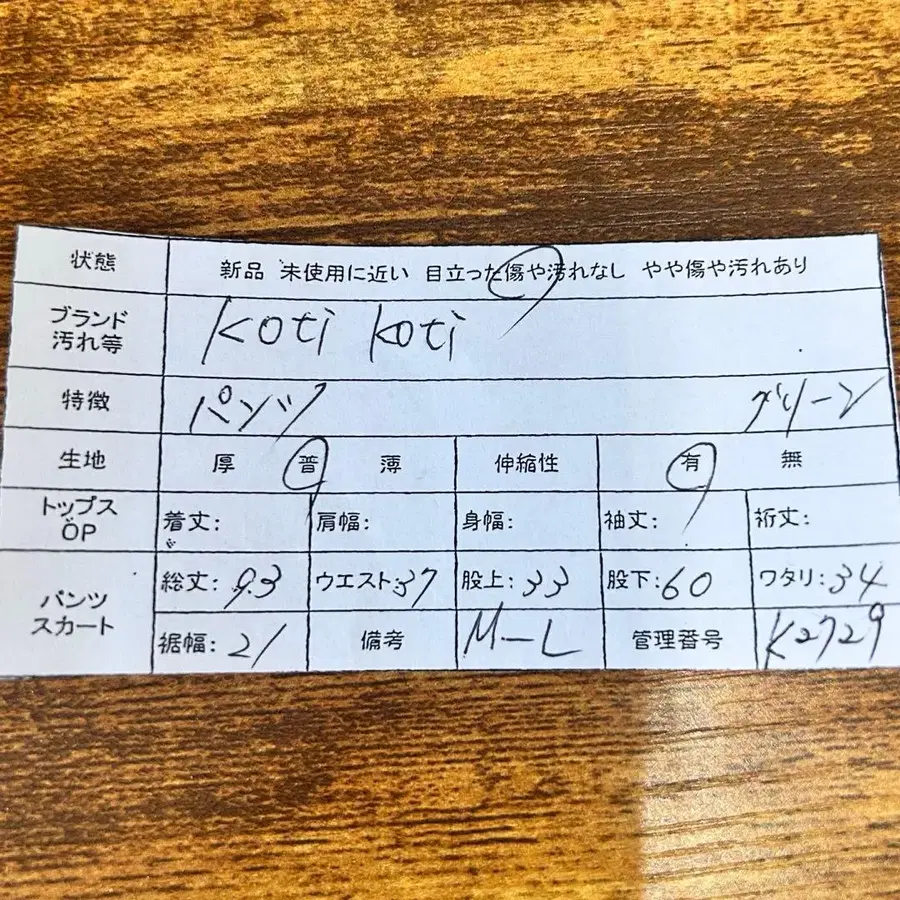 状態 新品 未使用に近い 目立った傷や汚れなし やや傷や汚れあり
ブランド
汚れ等 koti koti
特徴 パンツ グリーン
生地 厚 普 薄 伸縮性 有 無
トップス
OP 着丈: 肩幅: 身幅: 袖丈: 裄丈:
パンツ
スカート 総丈: 93 ウエスト: 37 股上: 33 股下: 60 ワタリ: 34
裾幅: 21 備考 M-L 管理番号 K2729